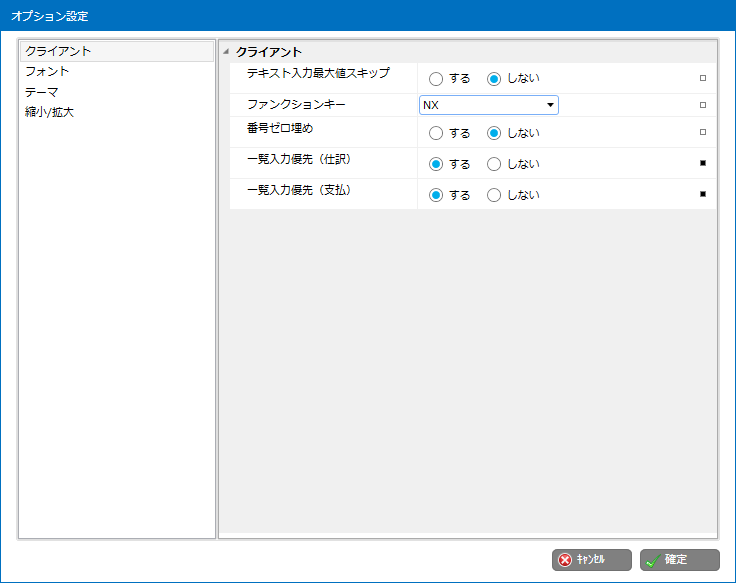 オプション設定
クライアント
フォント
テーマ
縮小/拡大
クライアント
テキスト入力最大値スキップ する しない
ファンクションキー NX
番号ゼロ埋め する しない
一覧入力優先（仕訳） する しない
一覧入力優先（支払） する しない
ｷｬﾝｾﾙ 確定